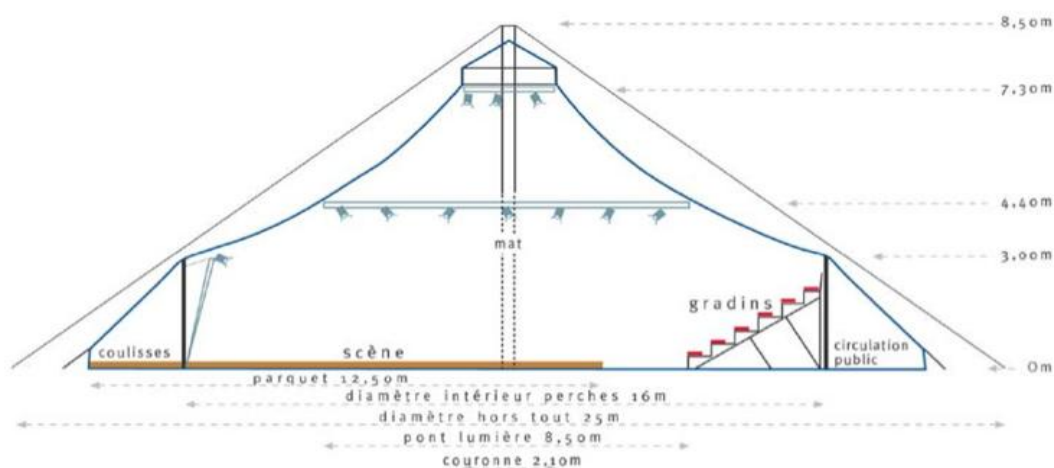 8,50m
7,30m
4,40m
mat
3,00m
gradins
coulisses
scène
circulation
public
0m
parquet 12,50m
diamètre intérieur perches 16m
diamètre hors tout 25m
pont lumière 8,50m
couronne 2,10m